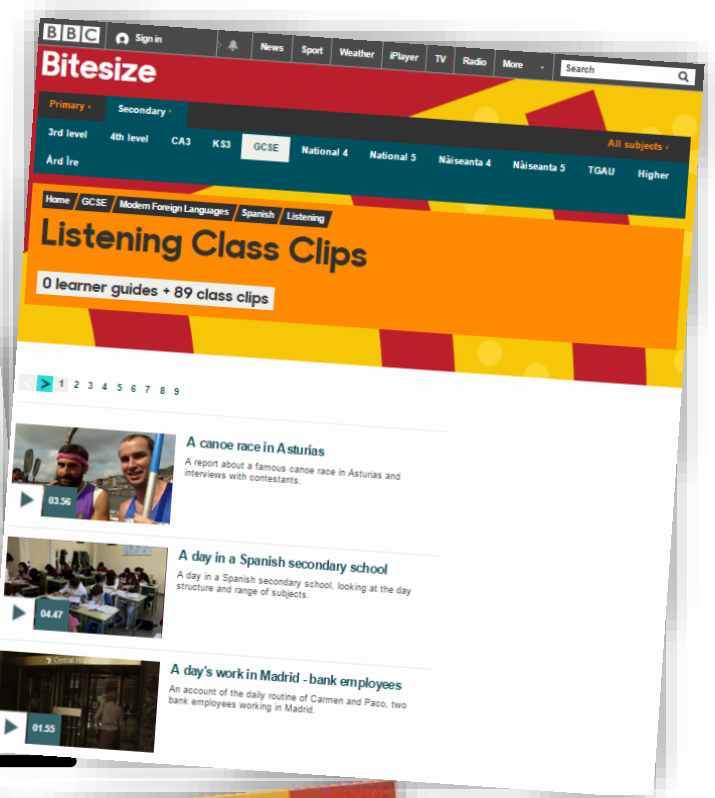 BBC Sign in News Sport Weather iPlayer TV Radio More Search
Bitesize
Primary Secondary All subjects
3rd level 4th level CA3 KS3 GCSE National 4 National 5 Nàiseanta 4 Nàiseanta 5 TGAU Higher
Àrd Ìre
Home GCSE Modern Foreign Languages Spanish Listening
Listening Class Clips
0 learner guides + 89 class clips
< > 1 2 3 4 5 6 7 8 9
A canoe race in Asturias
A report about a famous canoe race in Asturias and
interviews with contestants.
03.56
A day in a Spanish secondary school
A day in a Spanish secondary school, looking at the day
structure and range of subjects.
04.47
Central
A day's work in Madrid - bank employees
An account of the daily routine of Carmen and Paco, two
bank employees working in Madrid.
01.55